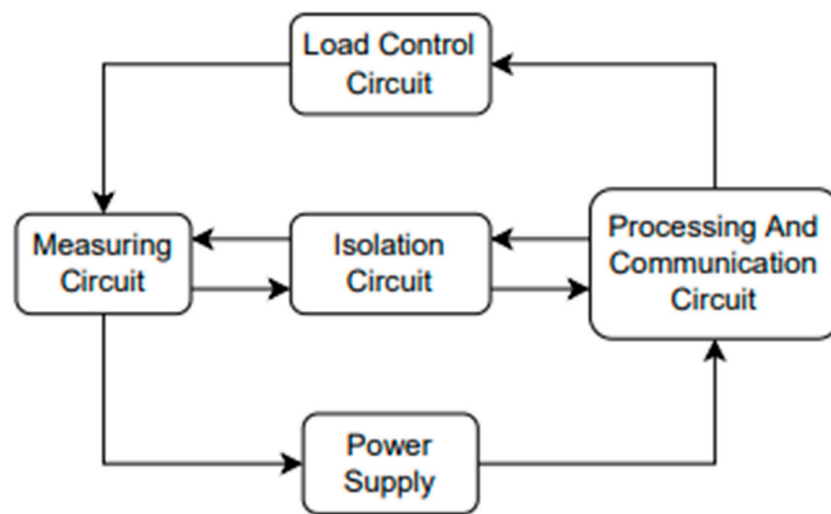 Load Control
Circuit
Measuring
Circuit
Isolation
Circuit
Processing And
Communication
Circuit
Power
Supply